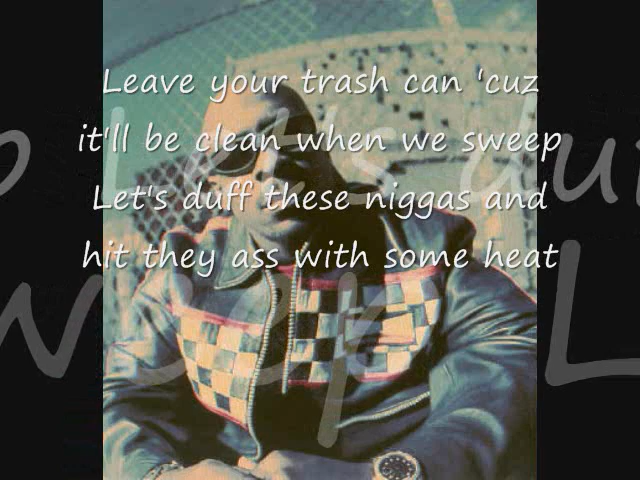 Leave your trash can 'cuz
it'll be clean when we sweep
Let's duff these niggas and
hit they ass with some heat